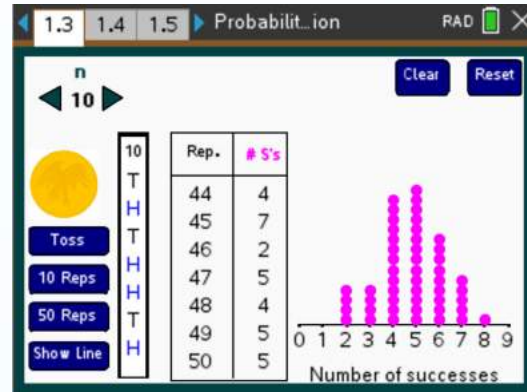 1.3 1.4 1.5 Probabilit...ion RAD
n
10
Clear Reset
10
T
H
T
H
H
T
H
Toss
10 Reps
50 Reps
Show Line
Rep. # S's
44 4
45 7
46 2
47 5
48 4
49 5
50 5
0 1 2 3 4 5 6 7 8 9
Number of successes